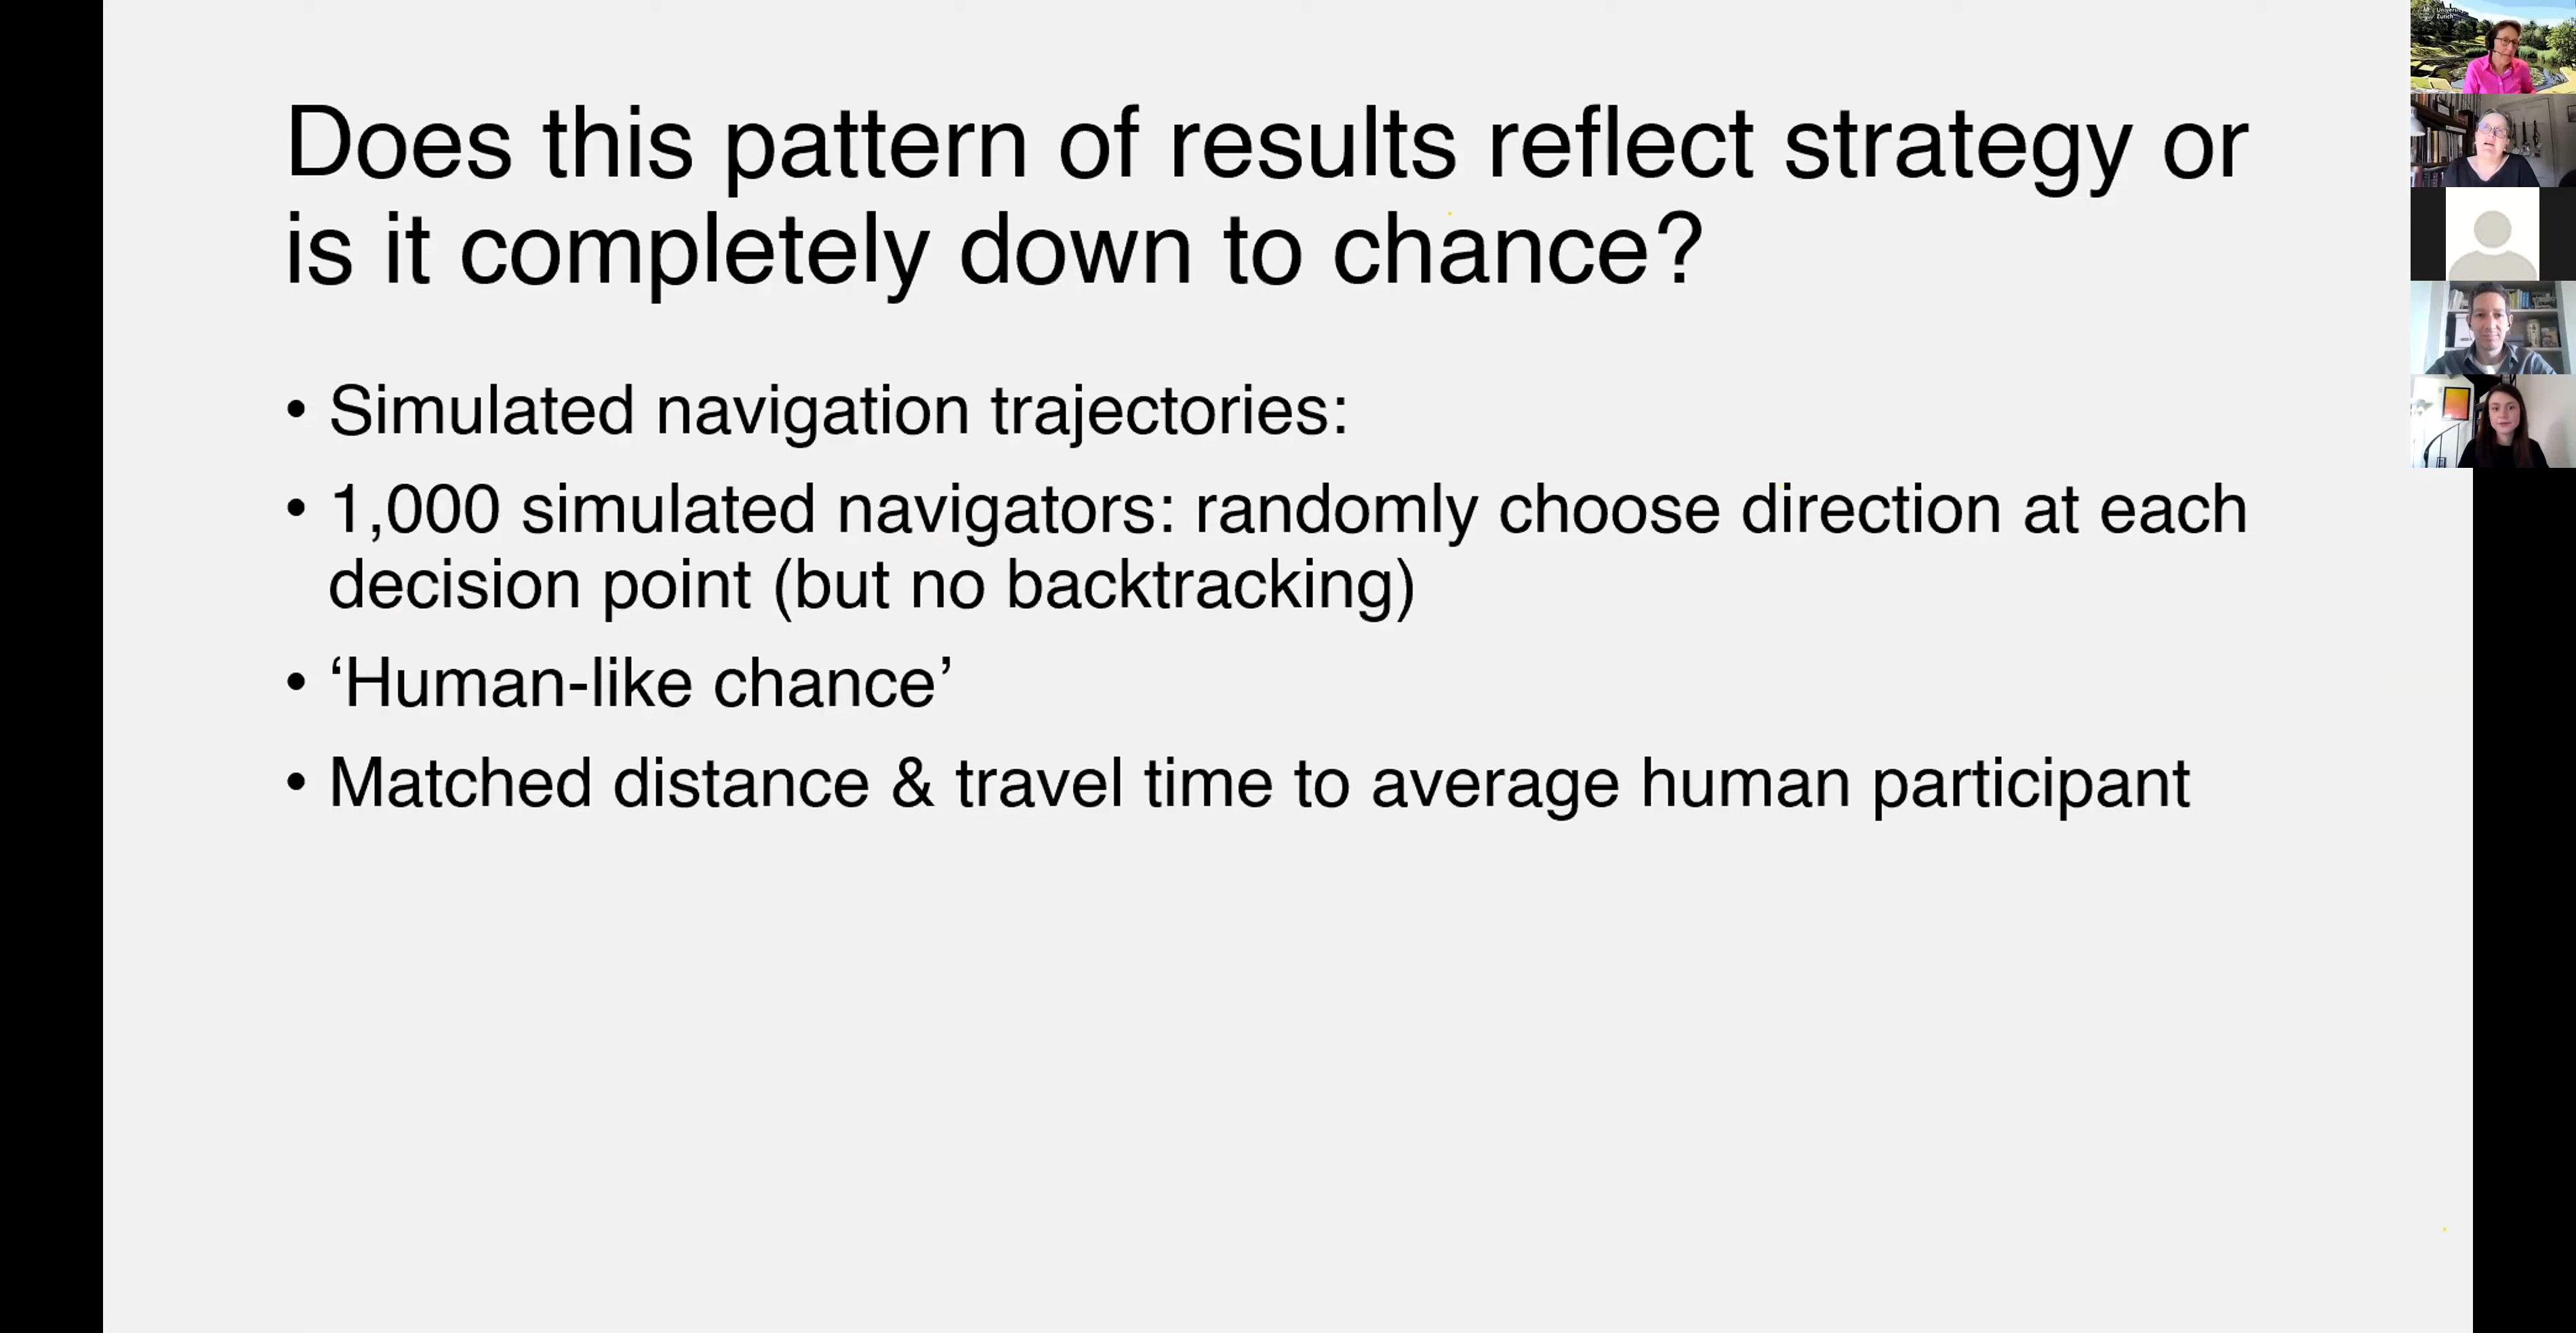 Does this pattern of results reflect strategy or
is it completely down to chance?
• Simulated navigation trajectories:
• 1,000 simulated navigators: randomly choose direction at each
decision point (but no backtracking)
• ‘Human-like chance’
• Matched distance & travel time to average human participant